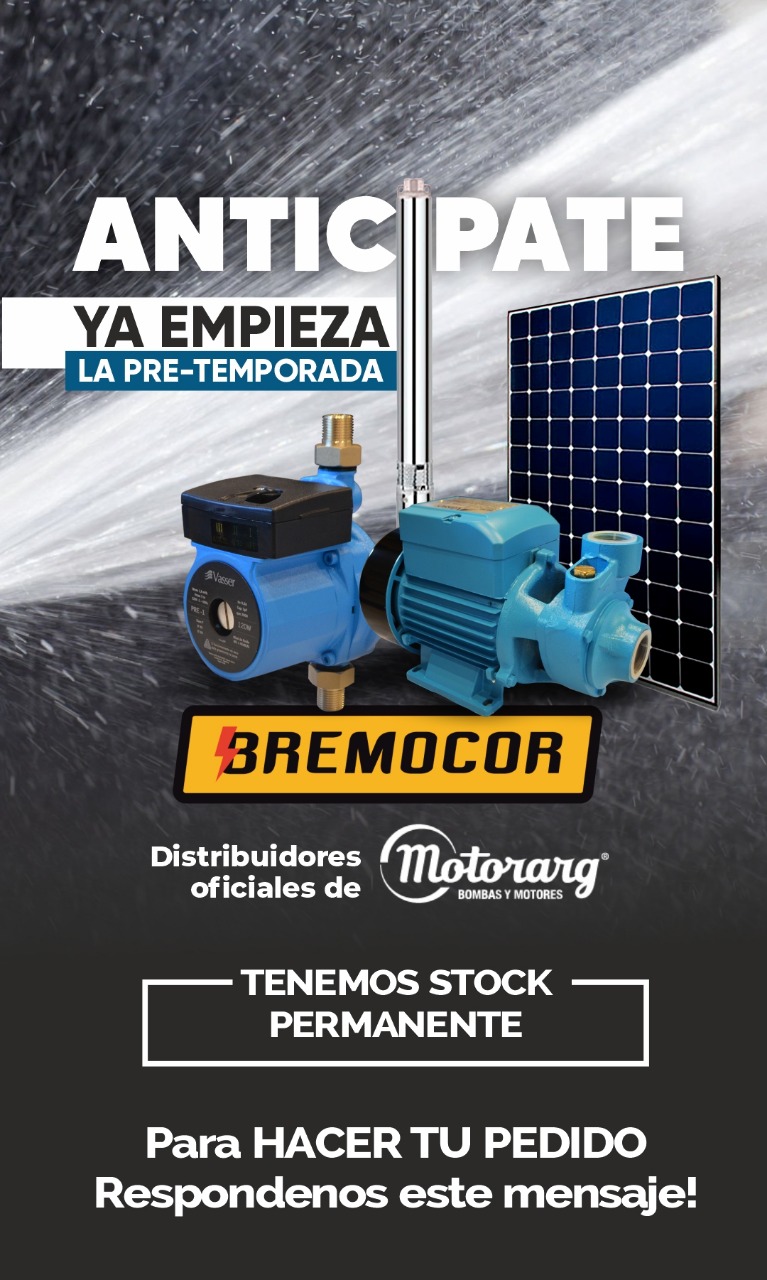 ANTICIPATE
YA EMPIEZA
LA PRE-TEMPORADA
Vasser
BREMOCOR
Distribuidores
oficiales de
Motorarg®
BOMBAS Y MOTORES
TENEMOS STOCK
PERMANENTE
Para HACER TU PEDIDO
Respondenos este mensaje!